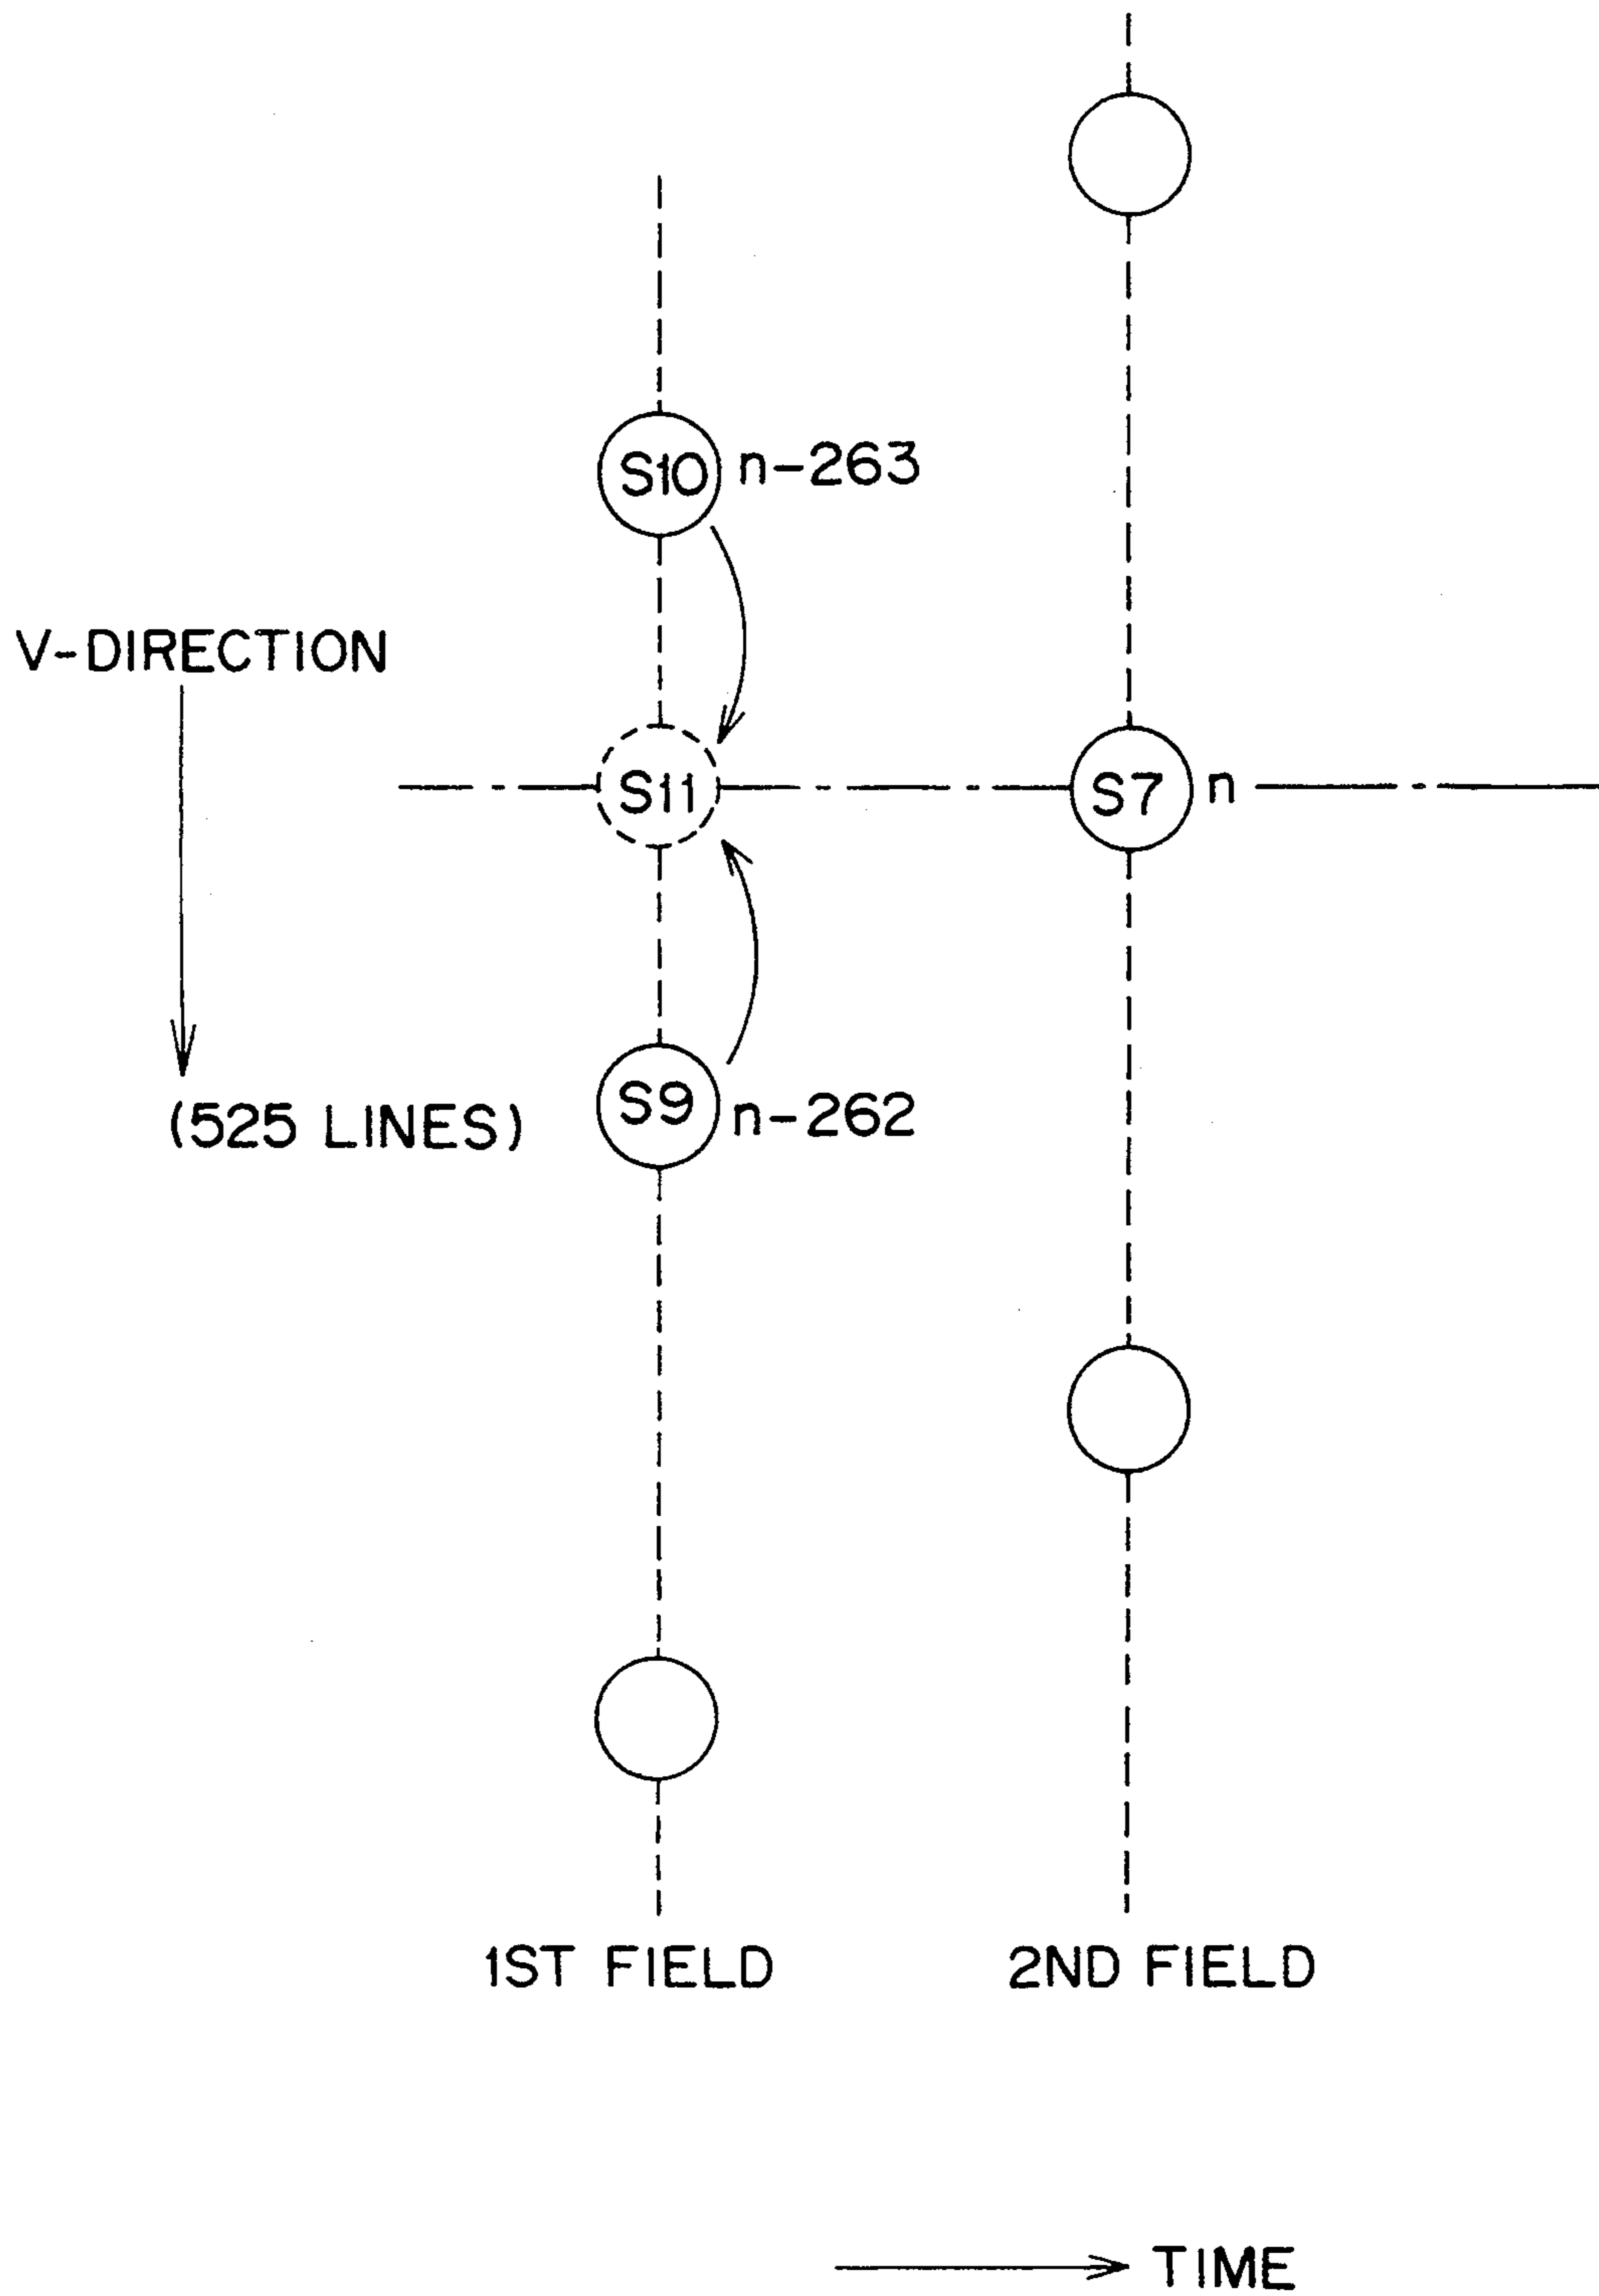 S10 n-263
V-DIRECTION
S11 S7 n
S9 n-262
(525 LINES)
1ST FIELD 2ND FIELD
TIME